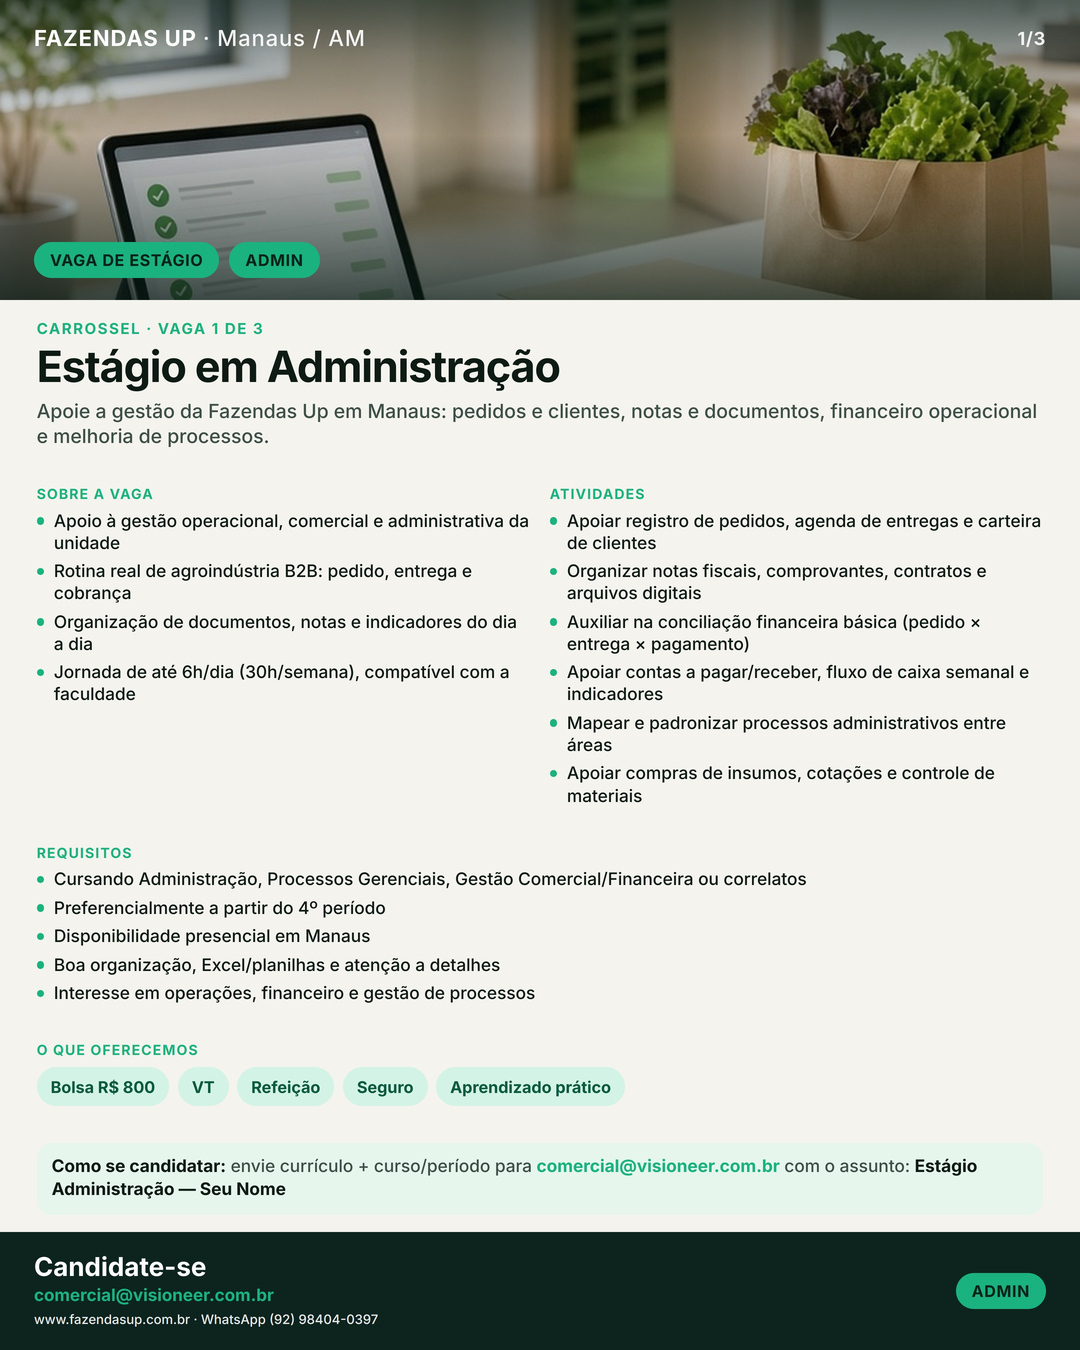 FAZENDAS UP · Manaus / AM
1/3
VAGA DE ESTÁGIO
ADMIN
CARROSSEL · VAGA 1 DE 3
Estágio em Administração
Apoie a gestão da Fazendas Up em Manaus: pedidos e clientes, notas e documentos, financeiro operacional
e melhoria de processos.
SOBRE A VAGA
Apoio à gestão operacional, comercial e administrativa da
unidade
Rotina real de agroindústria B2B: pedido, entrega e
cobrança
Organização de documentos, notas e indicadores do dia
a dia
Jornada de até 6h/dia (30h/semana), compatível com a
faculdade
ATIVIDADES
Apoiar registro de pedidos, agenda de entregas e carteira
de clientes
Organizar notas fiscais, comprovantes, contratos e
arquivos digitais
Auxiliar na conciliação financeira básica (pedido ×
entrega × pagamento)
Apoiar contas a pagar/receber, fluxo de caixa semanal e
indicadores
Mapear e padronizar processos administrativos entre
áreas
Apoiar compras de insumos, cotações e controle de
materiais
REQUISITOS
Cursando Administração, Processos Gerenciais, Gestão Comercial/Financeira ou correlatos
Preferencialmente a partir do 4º período
Disponibilidade presencial em Manaus
Boa organização, Excel/planilhas e atenção a detalhes
Interesse em operações, financeiro e gestão de processos
O QUE OFERECEMOS
Bolsa R$ 800
VT
Refeição
Seguro
Aprendizado prático
Como se candidatar: envie currículo + curso/período para comercial@visioneer.com.br com o assunto: Estágio
Administração — Seu Nome
Candidate-se
comercial@visioneer.com.br
www.fazendasup.com.br · WhatsApp (92) 98404-0397
ADMIN